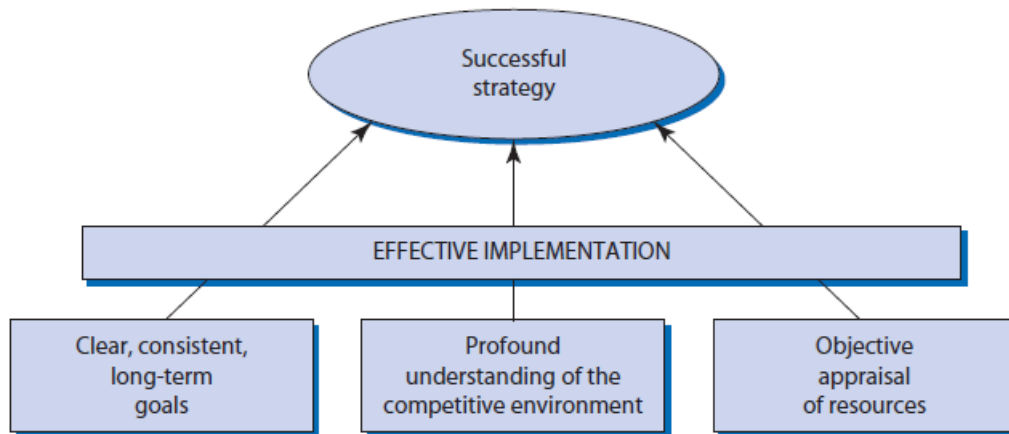 Successful
strategy
EFFECTIVE IMPLEMENTATION
Clear, consistent,
long-term
goals
Profound
understanding of the
competitive environment
Objective
appraisal
of resources